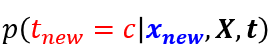 p(t_new = c|x_new, X, t)